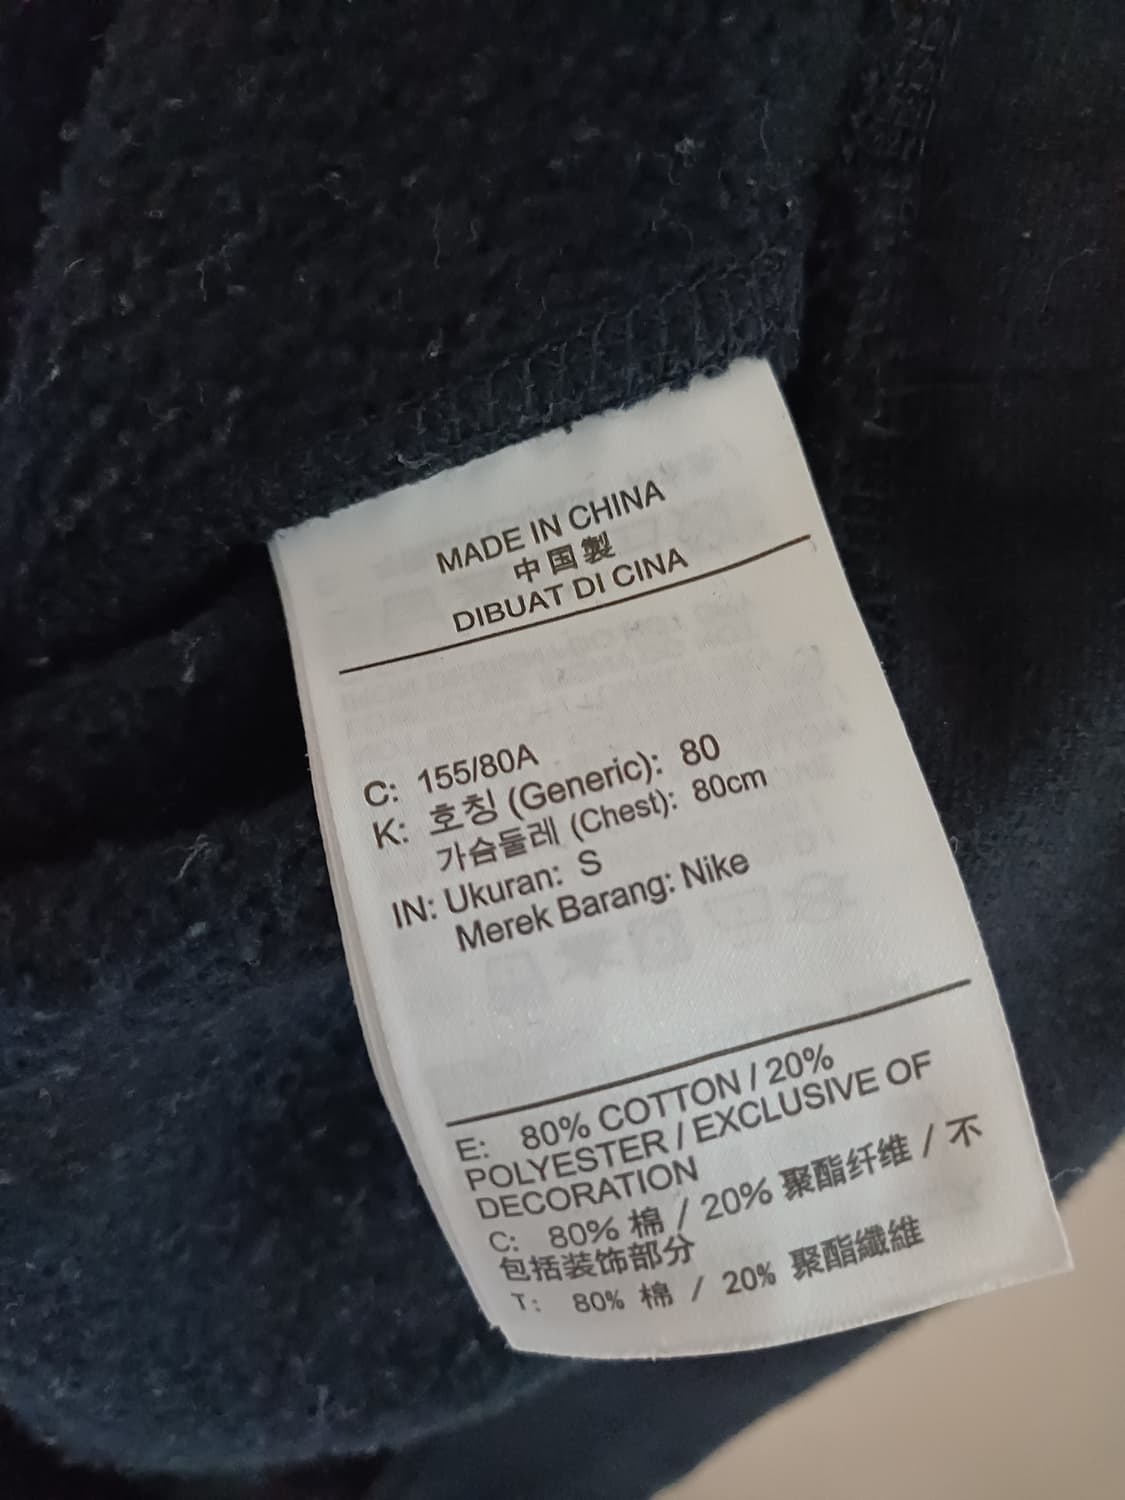 MADE IN CHINA
中国製
DIBUAT DI CINA
C: 155/80A
K: 호칭 (Generic): 80
가슴둘레 (Chest): 80cm
IN: Ukuran: S
Merek Barang: Nike
E: 80% COTTON / 20%
POLYESTER / EXCLUSIVE OF
DECORATION
C: 80% 棉 / 20% 聚酯纤维 / 不
包括装饰部分
T: 80% 棉 / 20% 聚酯纖維